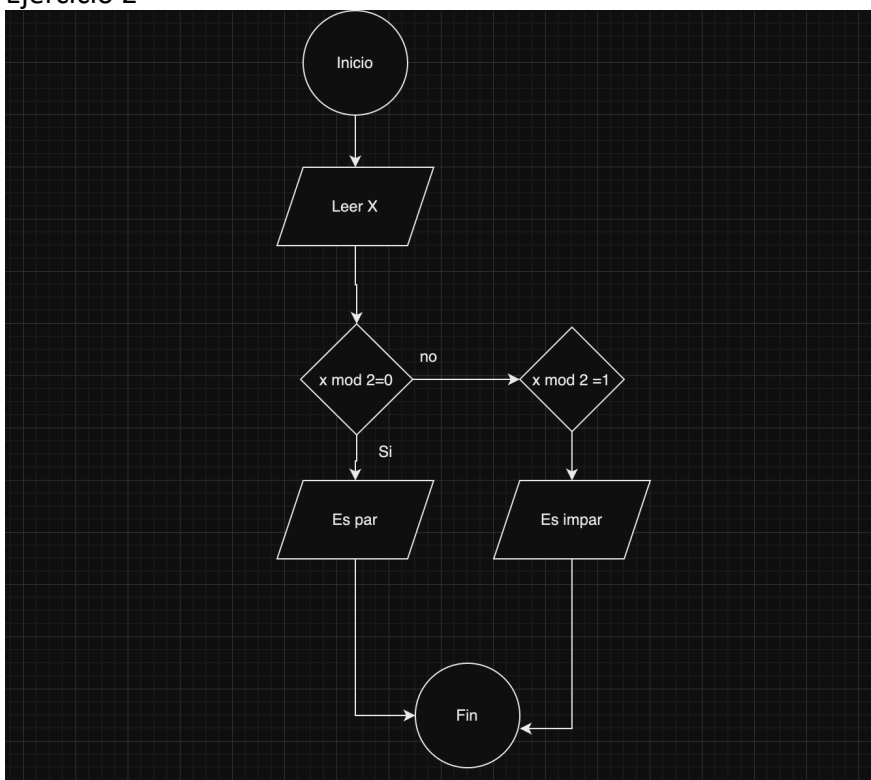 Ejercicio 2
Inicio
Leer X
x mod 2=0
no
x mod 2 =1
Si
Es par
Es impar
Fin